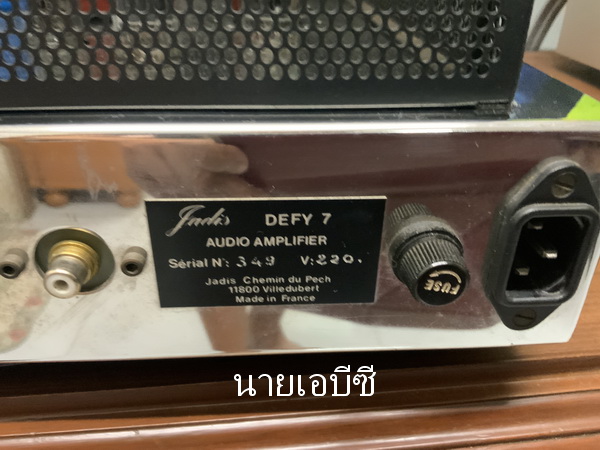 Jadis DEFY 7
AUDIO AMPLIFIER
Sérial N°: 349 V:220.
Jadis Chemin du Pech
11800 Villedubert
Made in France
FUSE
นายเอบีซี